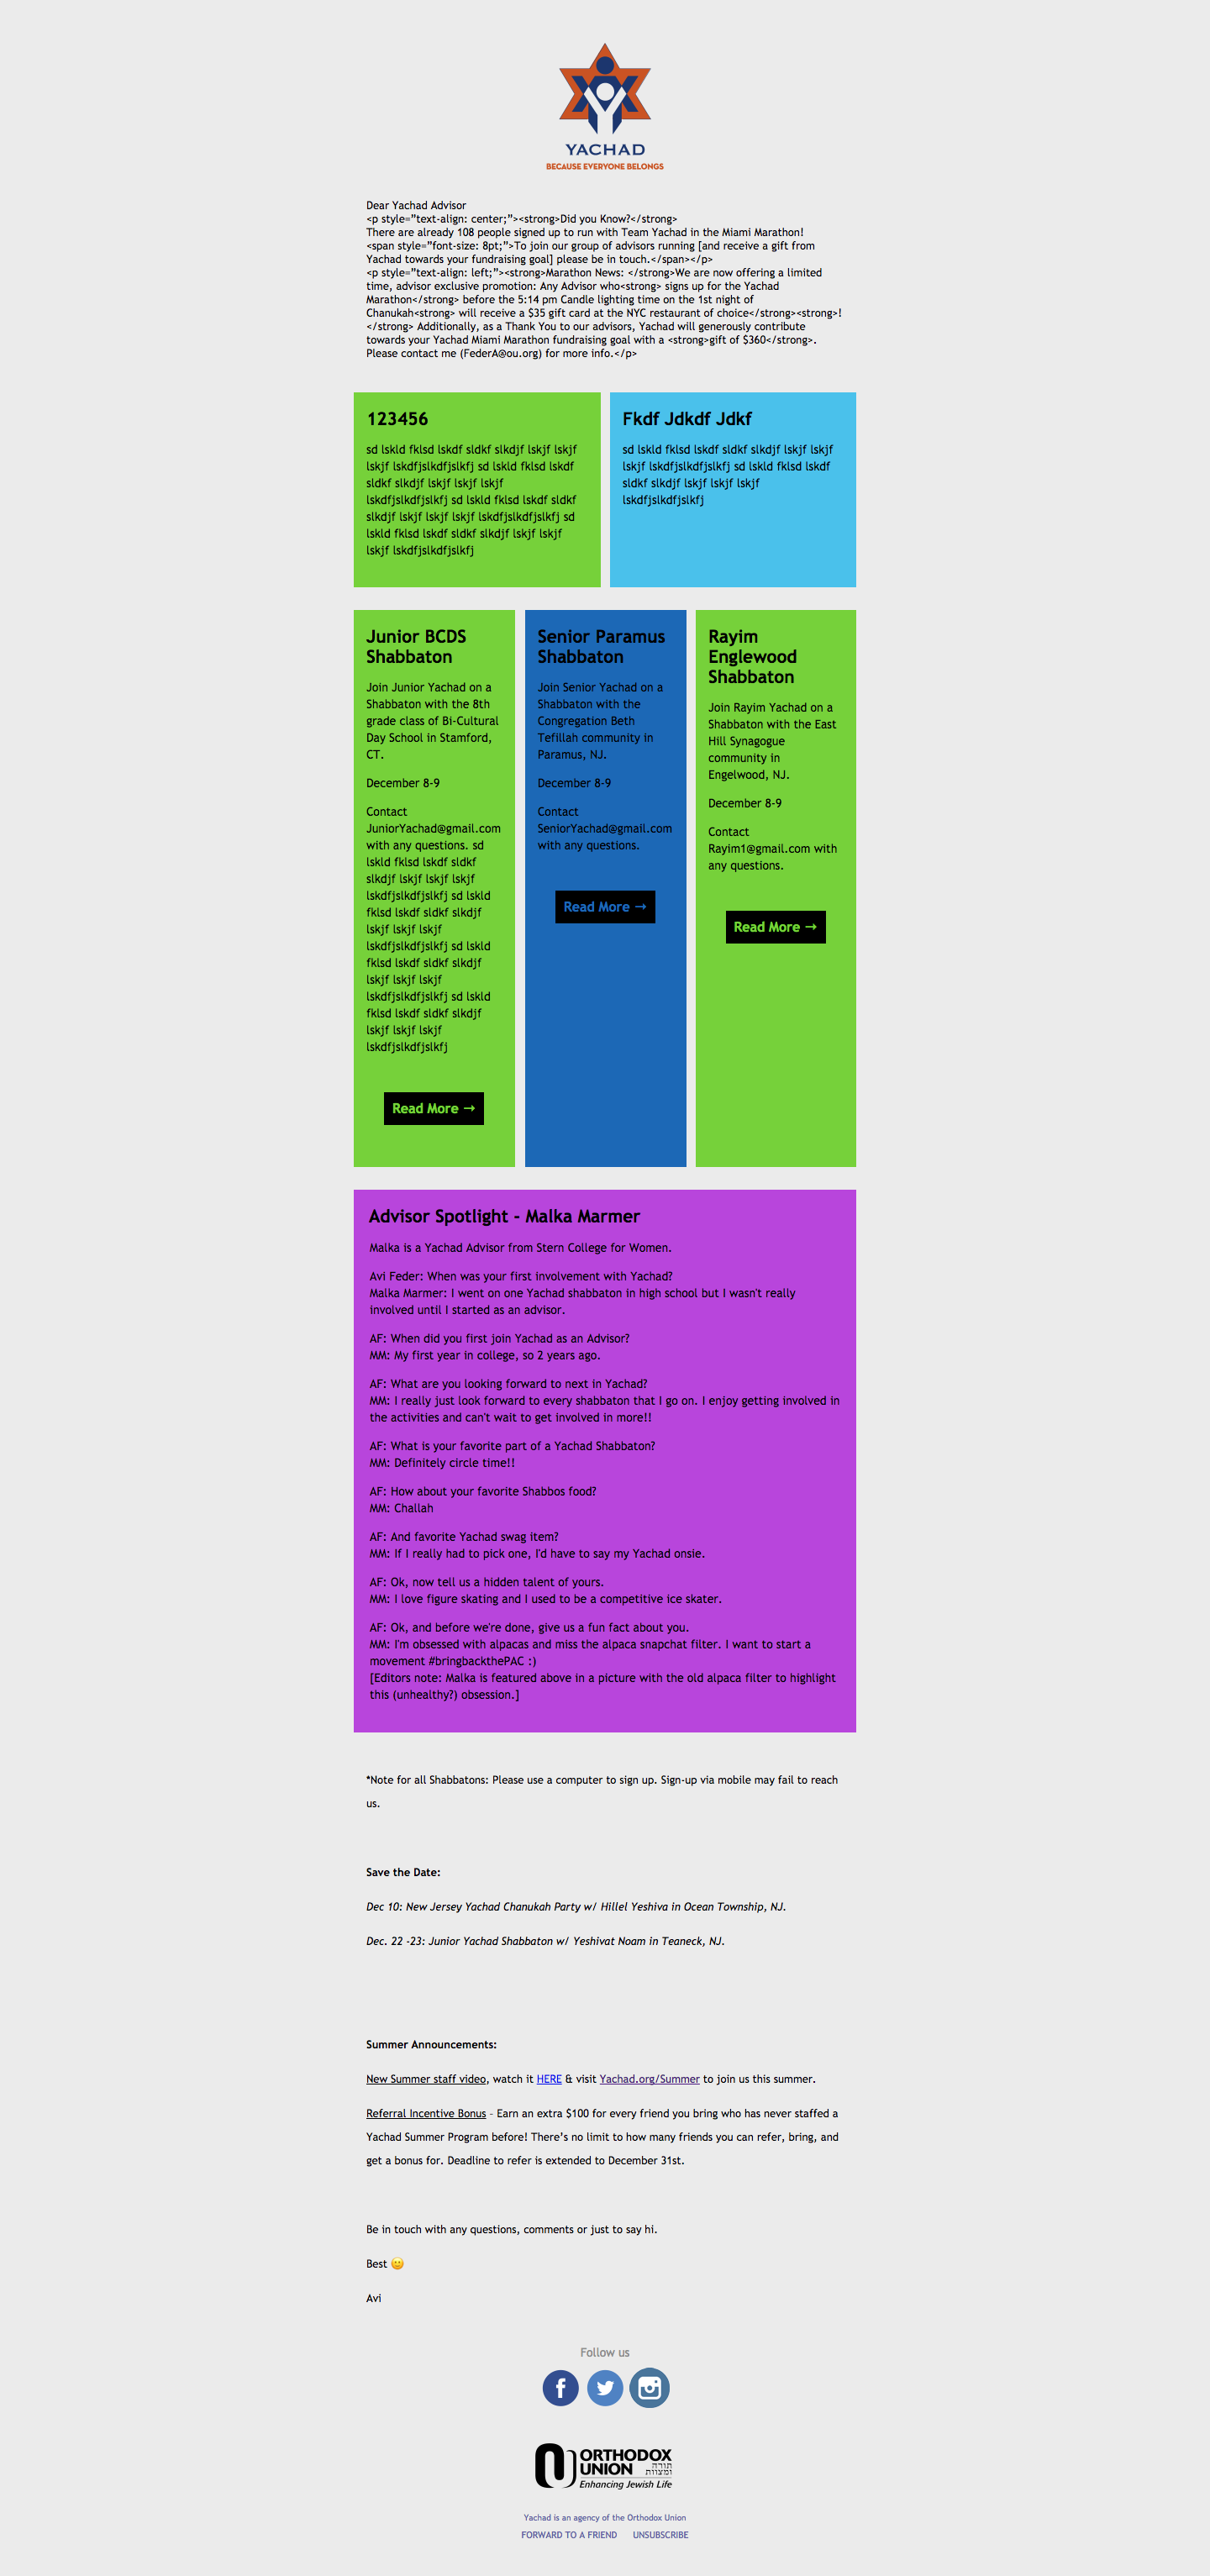 YACHAD
BECAUSE EVERYONE BELONGS
Dear Yachad Advisor
<p style=”text-align: center;”><strong>Did you Know?</strong>
There are already 108 people signed up to run with Team Yachad in the Miami Marathon!
<span style=”font-size: 8pt;”>To join our group of advisors running [and receive a gift from
Yachad towards your fundraising goal] please be in touch.</span></p>
<p style=”text-align: left;”><strong>Marathon News: </strong>We are now offering a limited
time, advisor exclusive promotion: Any Advisor who<strong> signs up for the Yachad
Marathon</strong> before the 5:14 pm Candle lighting time on the 1st night of
Chanukah<strong> will receive a $35 gift card at the NYC restaurant of choice</strong><strong>!
</strong> Additionally, as a Thank You to our advisors, Yachad will generously contribute
towards your Yachad Miami Marathon fundraising goal with a <strong>gift of $360</strong>.
Please contact me (FederA@ou.org) for more info.</p>
123456
sd lskld fklsd lskdf sldkf slkdjf lskjf lskjf
lskjf lskdfjslkdfjslkfj sd lskld fklsd lskdf
sldkf slkdjf lskjf lskjf lskjf
lskdfjslkdfjslkfj sd lskld fklsd lskdf sldkf
slkdjf lskjf lskjf lskjf lskdfjslkdfjslkfj sd
lskld fklsd lskdf sldkf slkdjf lskjf lskjf
lskjf lskdfjslkdfjslkfj
Fkdf Jdkdf Jdkf
sd lskld fklsd lskdf sldkf slkdjf lskjf lskjf
lskjf lskdfjslkdfjslkfj sd lskld fklsd lskdf
sldkf slkdjf lskjf lskjf lskjf
lskdfjslkdfjslkfj
Junior BCDS
Shabbaton
Join Junior Yachad on a
Shabbaton with the 8th
grade class of Bi-Cultural
Day School in Stamford,
CT.
December 8-9
Contact
JuniorYachad@gmail.com
with any questions. sd
lskld fklsd lskdf sldkf
slkdjf lskjf lskjf lskjf
lskdfjslkdfjslkfj sd lskld
fklsd lskdf sldkf slkdjf
lskjf lskjf lskjf
lskdfjslkdfjslkfj sd lskld
fklsd lskdf sldkf slkdjf
lskjf lskjf lskjf
lskdfjslkdfjslkfj sd lskld
fklsd lskdf sldkf slkdjf
lskjf lskjf lskjf
lskdfjslkdfjslkfj
Read More →
Senior Paramus
Shabbaton
Join Senior Yachad on a
Shabbaton with the
Congregation Beth
Tefillah community in
Paramus, NJ.
December 8-9
Contact
SeniorYachad@gmail.com
with any questions.
Read More →
Rayim
Englewood
Shabbaton
Join Rayim Yachad on a
Shabbaton with the East
Hill Synagogue
community in
Engelwood, NJ.
December 8-9
Contact
Rayim1@gmail.com with
any questions.
Read More →
Advisor Spotlight - Malka Marmer
Malka is a Yachad Advisor from Stern College for Women.
Avi Feder: When was your first involvement with Yachad?
Malka Marmer: I went on one Yachad shabbaton in high school but I wasn't really
involved until I started as an advisor.
AF: When did you first join Yachad as an Advisor?
MM: My first year in college, so 2 years ago.
AF: What are you looking forward to next in Yachad?
MM: I really just look forward to every shabbaton that I go on. I enjoy getting involved in
the activities and can't wait to get involved in more!!
AF: What is your favorite part of a Yachad Shabbaton?
MM: Definitely circle time!!
AF: How about your favorite Shabbos food?
MM: Challah
AF: And favorite Yachad swag item?
MM: If I really had to pick one, I'd have to say my Yachad onsie.
AF: Ok, now tell us a hidden talent of yours.
MM: I love figure skating and I used to be a competitive ice skater.
AF: Ok, and before we're done, give us a fun fact about you.
MM: I'm obsessed with alpacas and miss the alpaca snapchat filter. I want to start a
movement #bringbackthePAC :)
[Editors note: Malka is featured above in a picture with the old alpaca filter to highlight
this (unhealthy?) obsession.]
*Note for all Shabbatons: Please use a computer to sign up. Sign-up via mobile may fail to reach
us.
Save the Date:
Dec 10: New Jersey Yachad Chanukah Party w/ Hillel Yeshiva in Ocean Township, NJ.
Dec. 22 -23: Junior Yachad Shabbaton w/ Yeshivat Noam in Teaneck, NJ.
Summer Announcements:
New Summer staff video, watch it HERE & visit Yachad.org/Summer to join us this summer.
Referral Incentive Bonus – Earn an extra $100 for every friend you bring who has never staffed a
Yachad Summer Program before! There’s no limit to how many friends you can refer, bring, and
get a bonus for. Deadline to refer is extended to December 31st.
Be in touch with any questions, comments or just to say hi.
Best 🙂
Avi
Follow us
ORTHODOX
UNION תורה ומצוות
Enhancing Jewish Life
Yachad is an agency of the Orthodox Union
FORWARD TO A FRIEND UNSUBSCRIBE